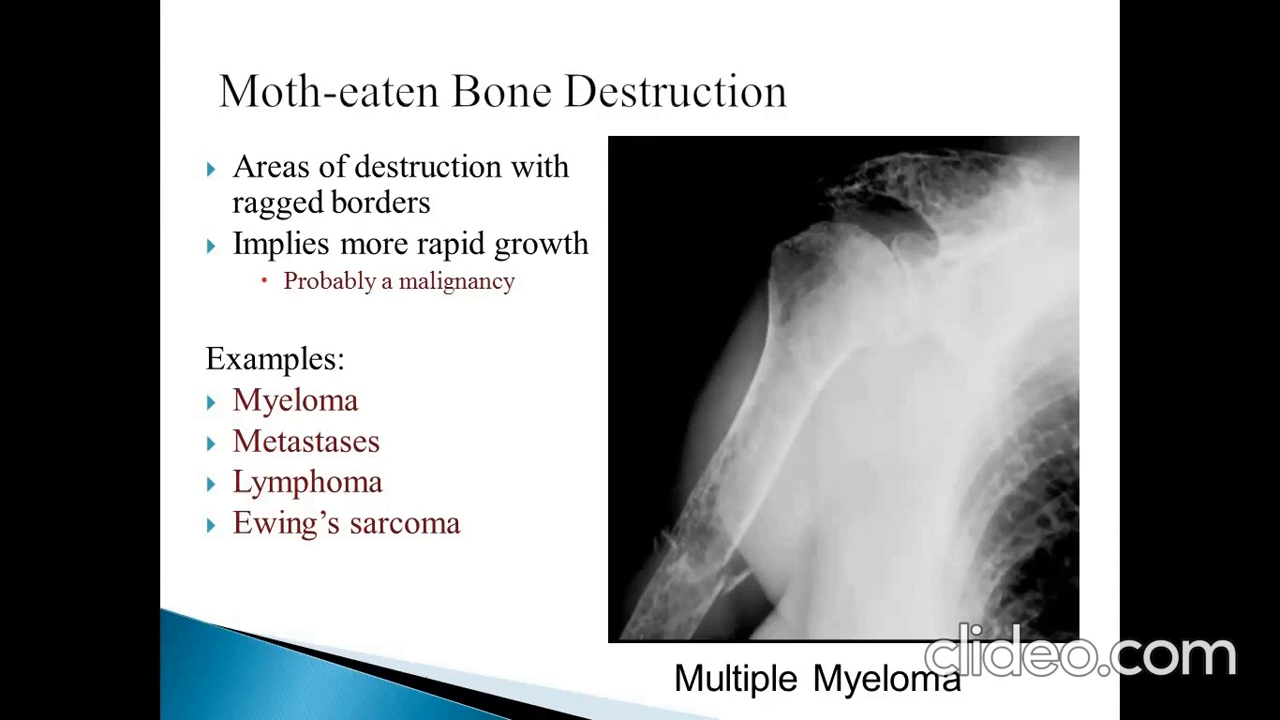 Moth-eaten Bone Destruction
Areas of destruction with
ragged borders
Implies more rapid growth
Probably a malignancy
Examples:
Myeloma
Metastases
Lymphoma
Ewing’s sarcoma
Multiple Myeloma
clideo.com